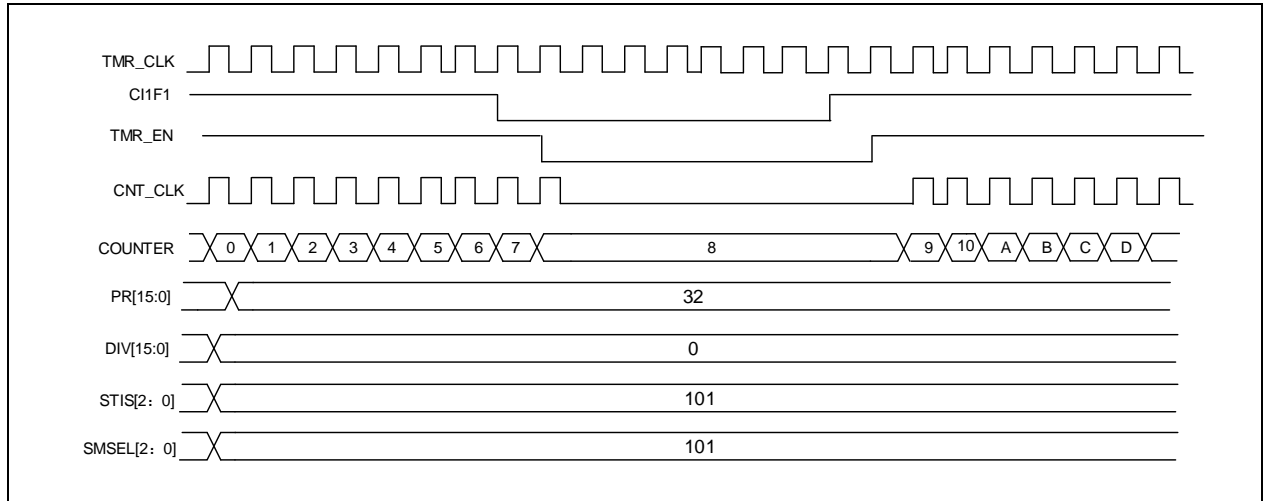 TMR_CLK
CI1F1
TMR_EN
CNT_CLK
COUNTER 0 1 2 3 4 5 6 7 8 9 10 A B C D
PR[15:0] 32
DIV[15:0] 0
STIS[2：0] 101
SMSEL[2：0] 101